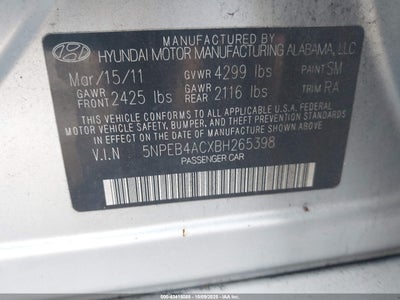 MANUFACTURED BY
HYUNDAI MOTOR MANUFACTURING ALABAMA, LLC
Mar/15/11 GVWR 4299 lbs PAINT SM
GAWR FRONT 2425 lbs GAWR REAR 2116 lbs TRIM RA
THIS VEHICLE CONFORMS TO ALL APPLICABLE U.S.A. FEDERAL
MOTOR VEHICLE SAFETY, BUMPER, AND THEFT PREVENTION STANDARDS
IN EFFECT ON THE DATE OF MANUFACTURE SHOWN ABOVE.
V.I.N 5NPEB4ACXBH265398
PASSENGER CAR